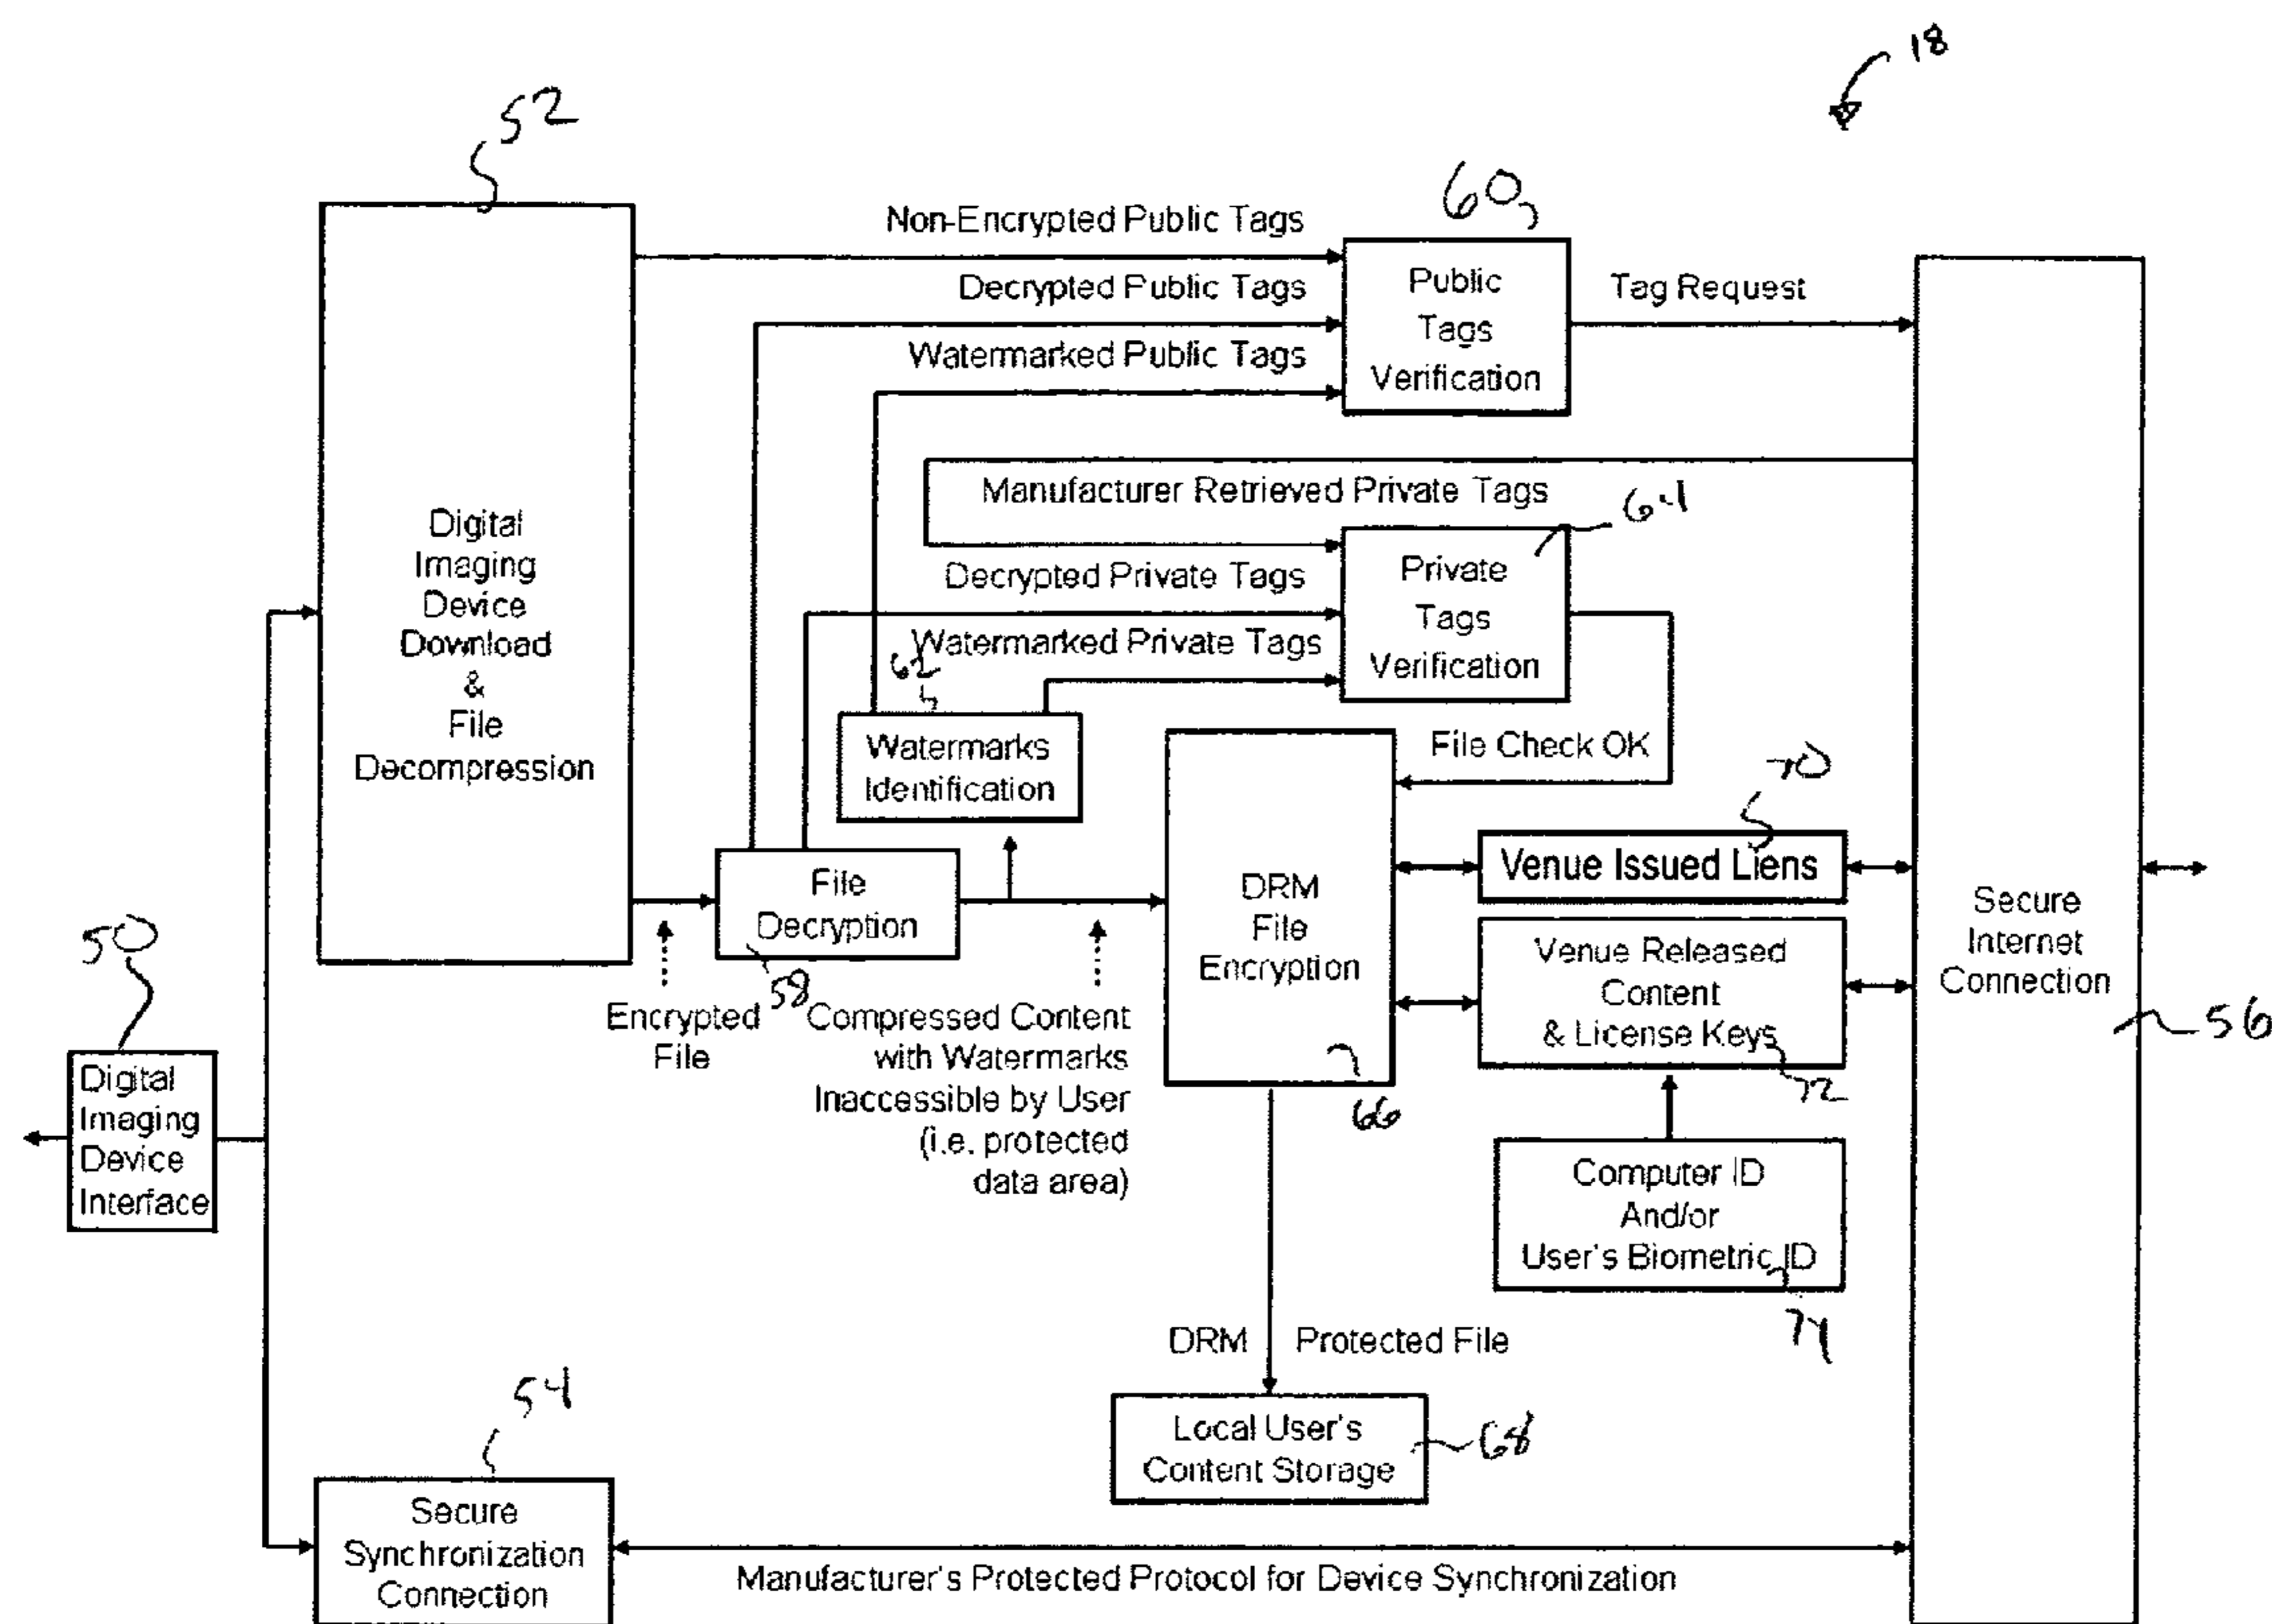 18
52
60
Non-Encrypted Public Tags
Decrypted Public Tags
Watermarked Public Tags
Public
Tags
Verification
Tag Request
Manufacturer Retrieved Private Tags
64
Decrypted Private Tags
Watermarked Private Tags
Private
Tags
Verification
Digital
Imaging
Device
Download
&
File
Decompression
62
Watermarks
Identification
File Check OK
70
Venue Issued Liens
File
Decryption
58
DRM
File
Encryption
66
Venue Released
Content
& License Keys
72
Secure
Internet
Connection
56
50
Digital
Imaging
Device
Interface
Encrypted
File
Compressed Content
with Watermarks
Inaccessible by User
(i.e. protected
data area)
Computer ID
And/or
User's Biometric ID
74
DRM Protected File
Local User's
Content Storage
68
54
Secure
Synchronization
Connection
Manufacturer's Protected Protocol for Device Synchronization